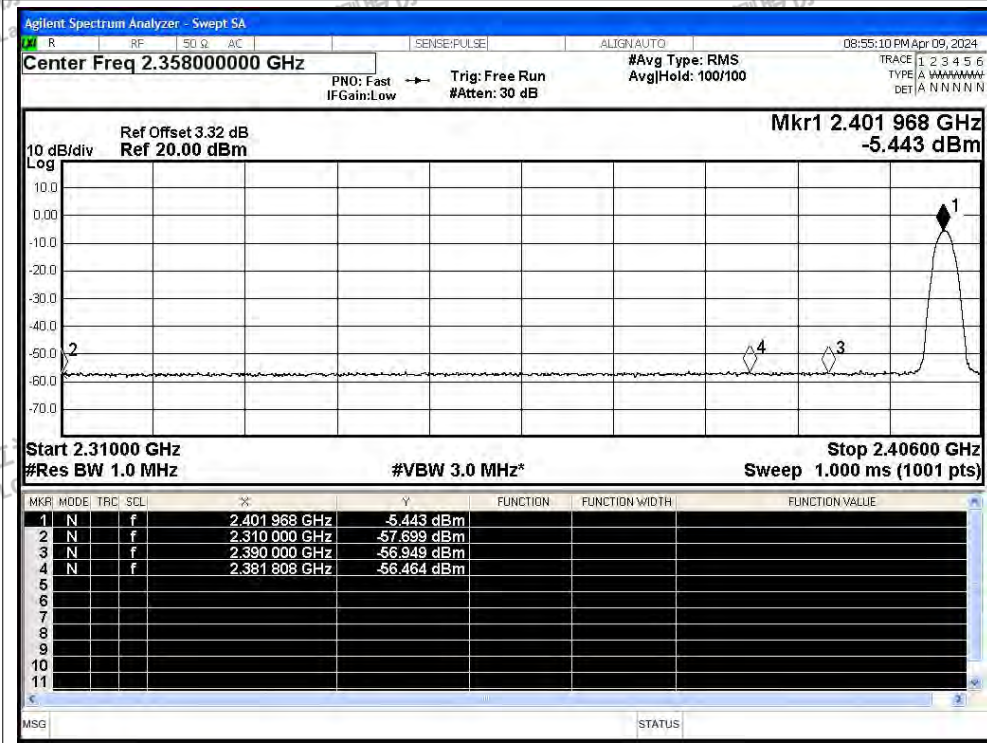 Agilent Spectrum Analyzer - Swept SA
R RF 50 Ω AC SENSE:PULSE ALIGN AUTO 08:55:10 PM Apr 09, 2024
Center Freq 2.358000000 GHz #Avg Type: RMS TRACE 1 2 3 4 5 6
PNO: Fast Trig: Free Run Avg|Hold: 100/100 TYPE A WWWWW
IFGain:Low #Atten: 30 dB DET A N N N N N
Mkr1 2.401 968 GHz
-5.443 dBm
Ref Offset 3.32 dB
10 dB/div Ref 20.00 dBm
Log
10.0
1
0.00
-10.0
-20.0
-30.0
-40.0
-50.0 2 4 3
-60.0
-70.0
Start 2.31000 GHz Stop 2.40600 GHz
#Res BW 1.0 MHz #VBW 3.0 MHz* Sweep 1.000 ms (1001 pts)
MKR MODE TRC SCL X Y FUNCTION FUNCTION WIDTH FUNCTION VALUE
1 N f 2.401 968 GHz -5.443 dBm
2 N f 2.310 000 GHz -57.699 dBm
3 N f 2.390 000 GHz -56.949 dBm
4 N f 2.381 808 GHz -56.464 dBm
5
6
7
8
9
10
11
MSG STATUS